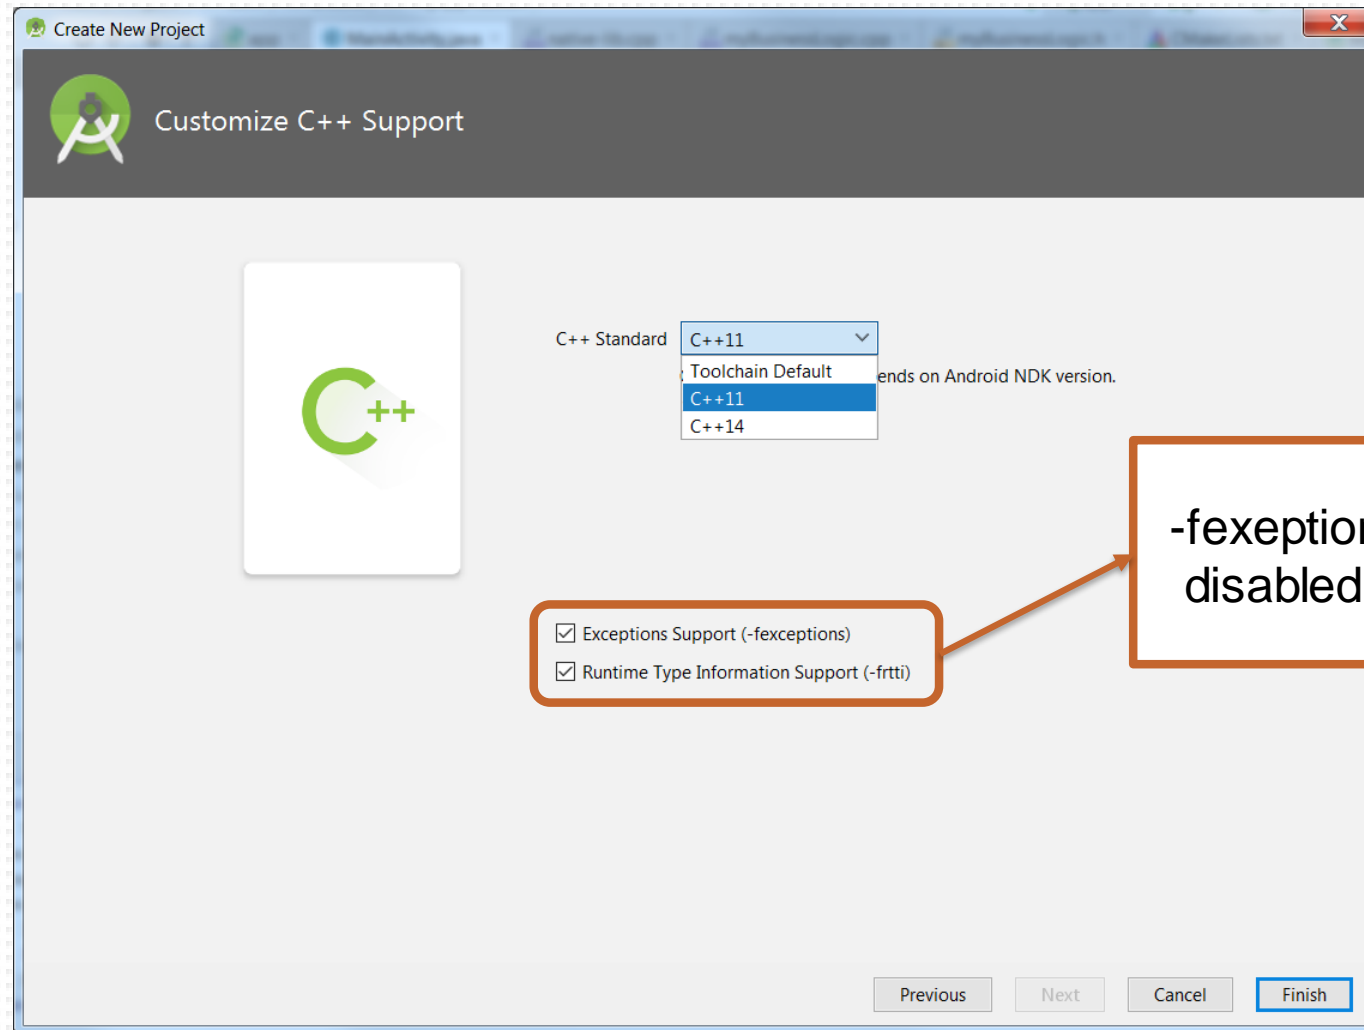 Create New Project
X
Customize C++ Support
C++
C++ Standard
C++11
Toolchain Default
ends on Android NDK version.
C++11
C++14
-fexeption
disabled
Exceptions Support (-fexceptions)
Runtime Type Information Support (-frtti)
Previous
Next
Cancel
Finish